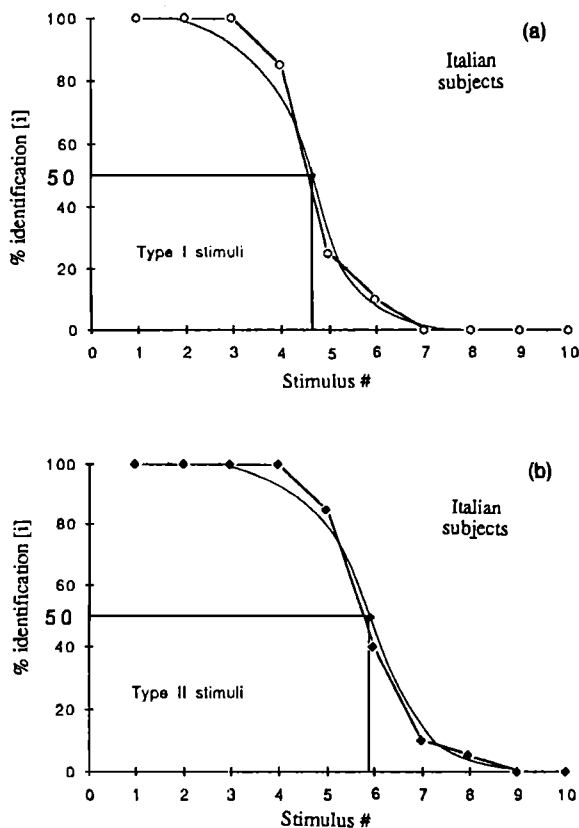 (a)
Italian
subjects
% identification [i]
100
80
60
50
40
20
0
Type I stimuli
0 1 2 3 4 5 6 7 8 9 10
Stimulus #
(b)
Italian
subjects
% identification [i]
100
80
60
50
40
20
0
Type II stimuli
0 1 2 3 4 5 6 7 8 9 10
Stimulus #